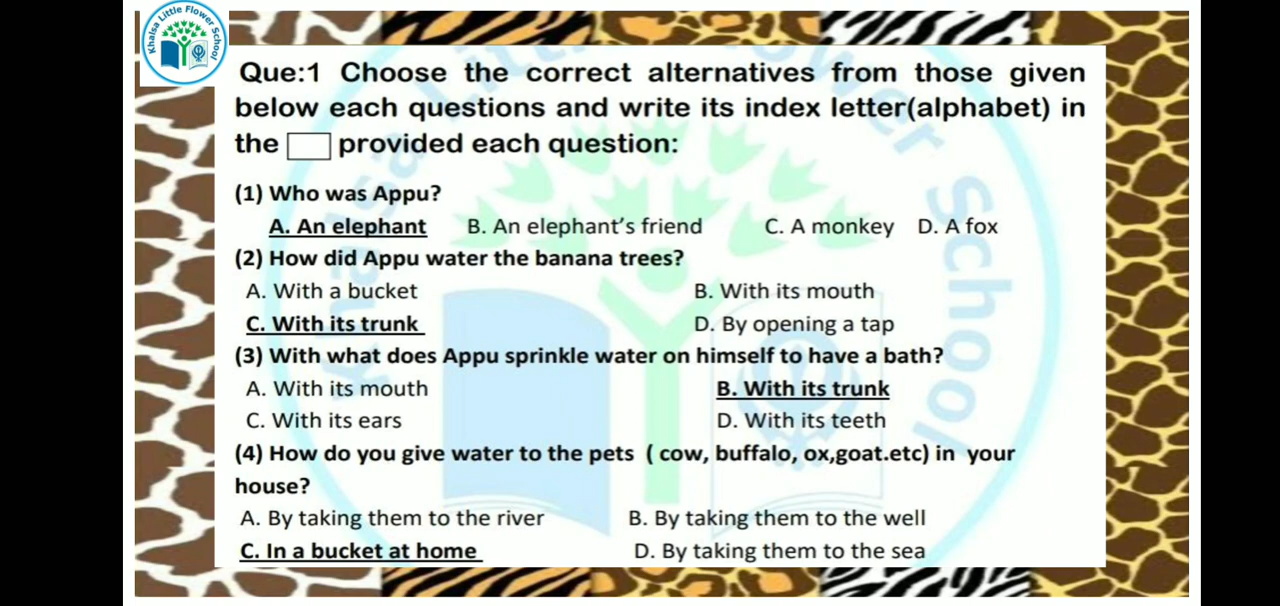 Khalsa Little Flower School
Que:1 Choose the correct alternatives from those given
below each questions and write its index letter(alphabet) in
the provided each question:
(1) Who was Appu?
A. An elephant B. An elephant’s friend C. A monkey D. A fox
(2) How did Appu water the banana trees?
A. With a bucket B. With its mouth
C. With its trunk D. By opening a tap
(3) With what does Appu sprinkle water on himself to have a bath?
A. With its mouth B. With its trunk
C. With its ears D. With its teeth
(4) How do you give water to the pets ( cow, buffalo, ox,goat.etc) in your
house?
A. By taking them to the river B. By taking them to the well
C. In a bucket at home D. By taking them to the sea
Khalsa Little Flower School